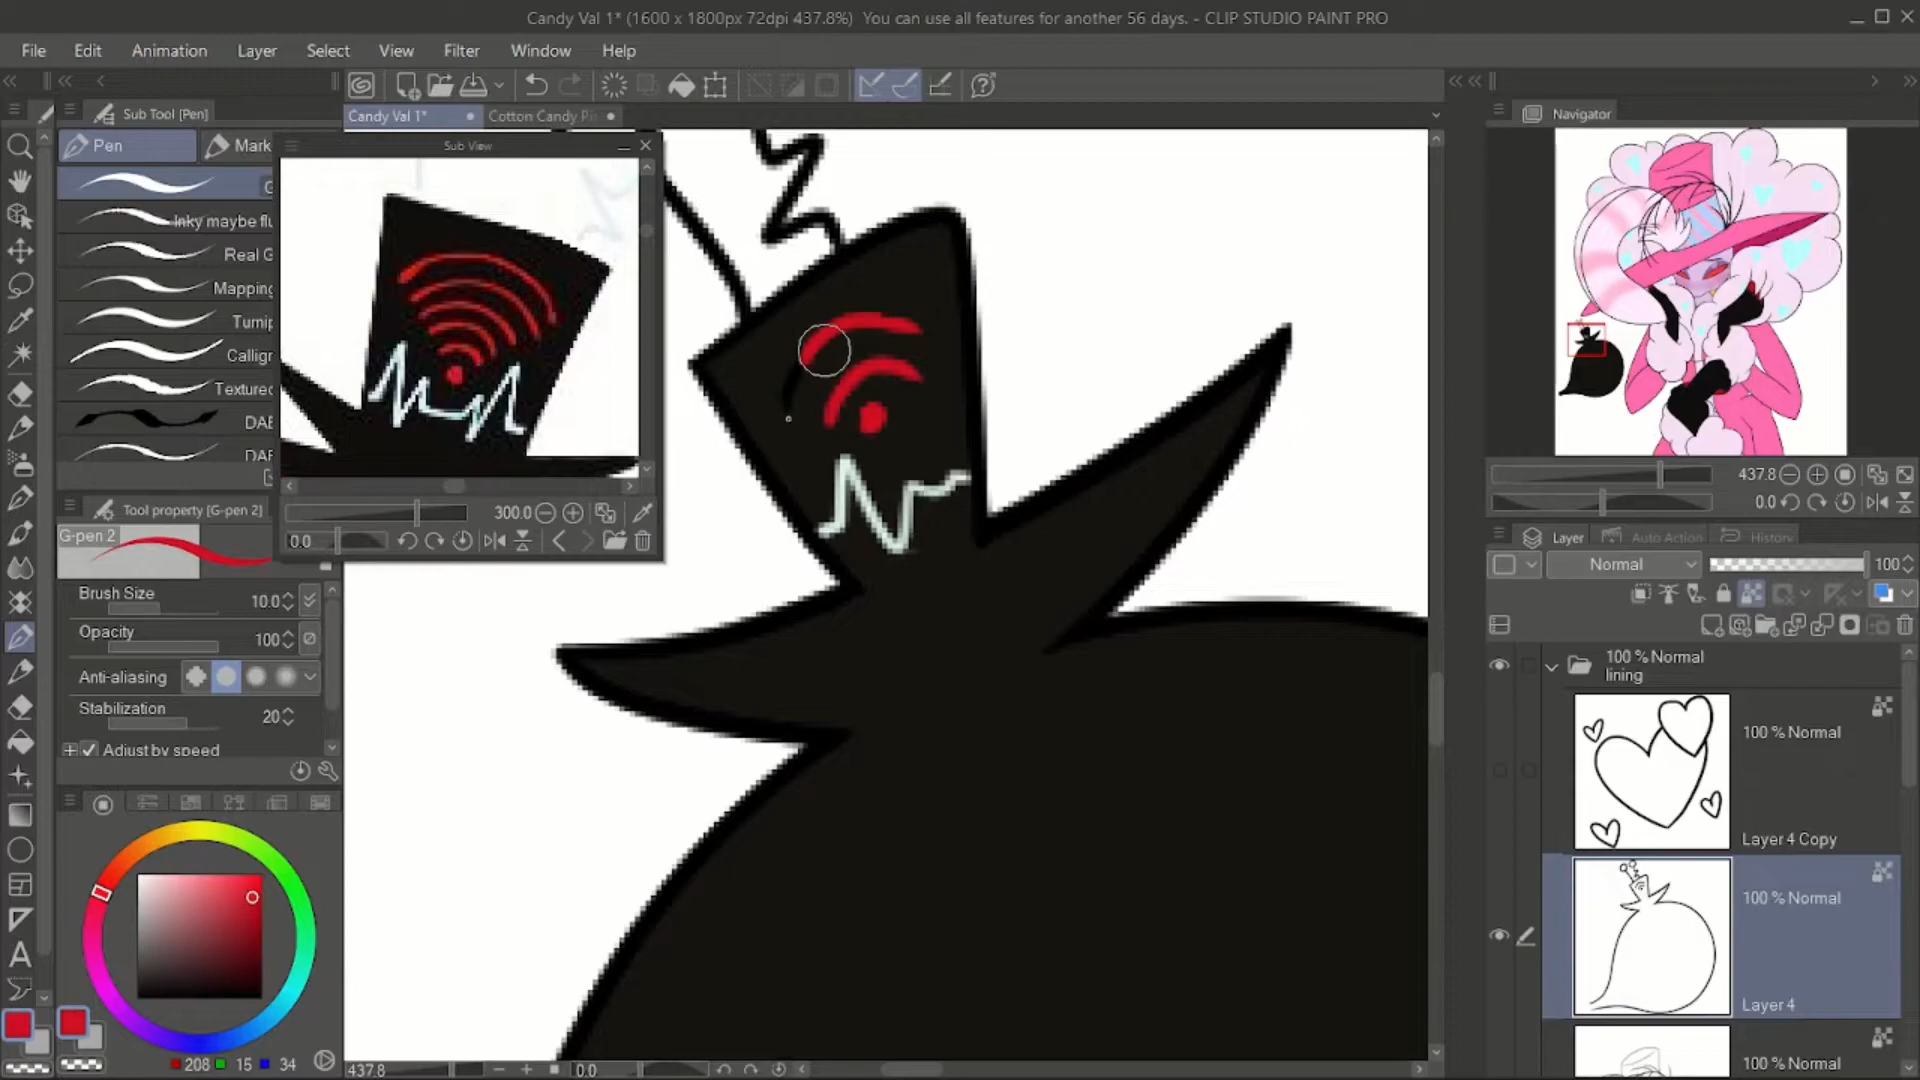 Candy Val 1* (1600 x 1800px 72dpi 437.8%)  You can use all features for another 56 days. - CLIP STUDIO PAINT PRO
File Edit Animation Layer Select View Filter Window Help
Sub Tool [Pen]
Candy Val 1*
Cotton Candy
Navigator
Pen
Mark
Sub View
G
Inky maybe flu
Real G
Mapping
Turnip
Calligr
Textured
DAE
DAE
300.0
0.0
437.8
0.0
Tool property [G-pen 2]
G-pen 2
Brush Size
10.0
Opacity
100
Anti-aliasing
Stabilization
20
Adjust by speed
Layer
Auto Action
History
Normal
100
100 % Normal
lining
100 % Normal
Layer 4 Copy
100 % Normal
Layer 4
100 % Normal
208 15 34
437.8
0.0